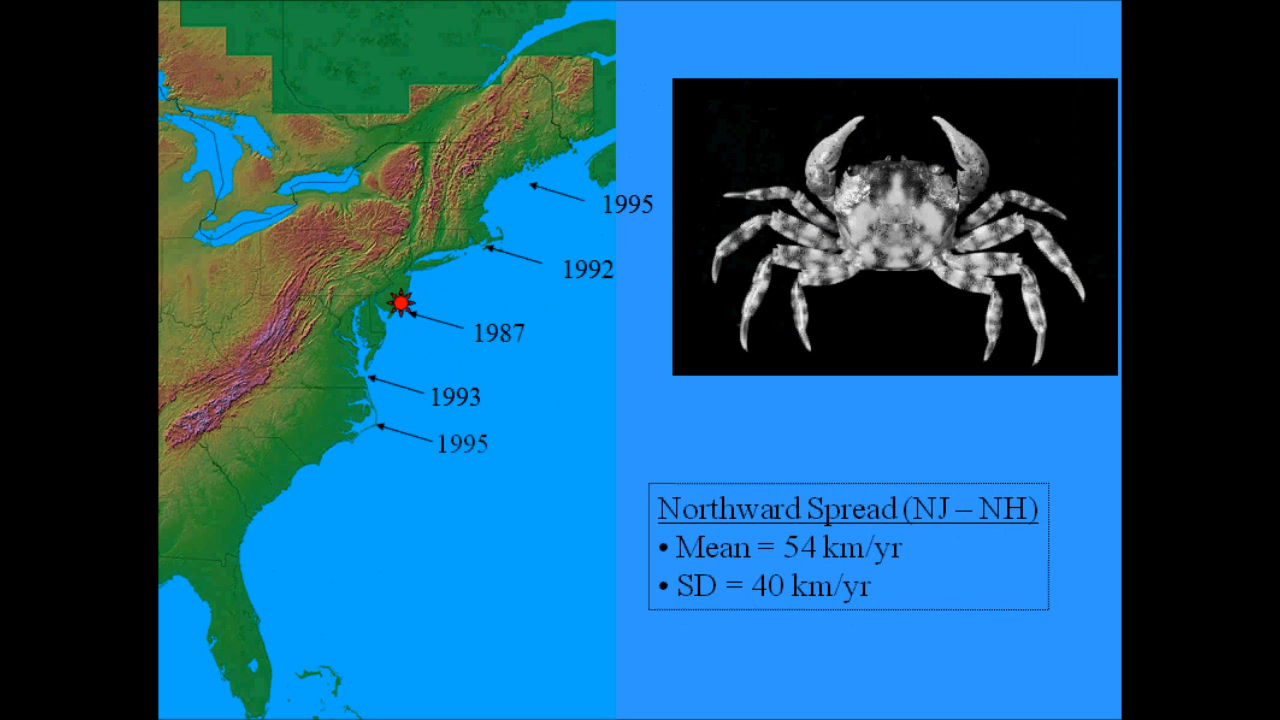 1995
1992
1987
1993
1995
Northward Spread (NJ – NH)
• Mean = 54 km/yr
• SD = 40 km/yr